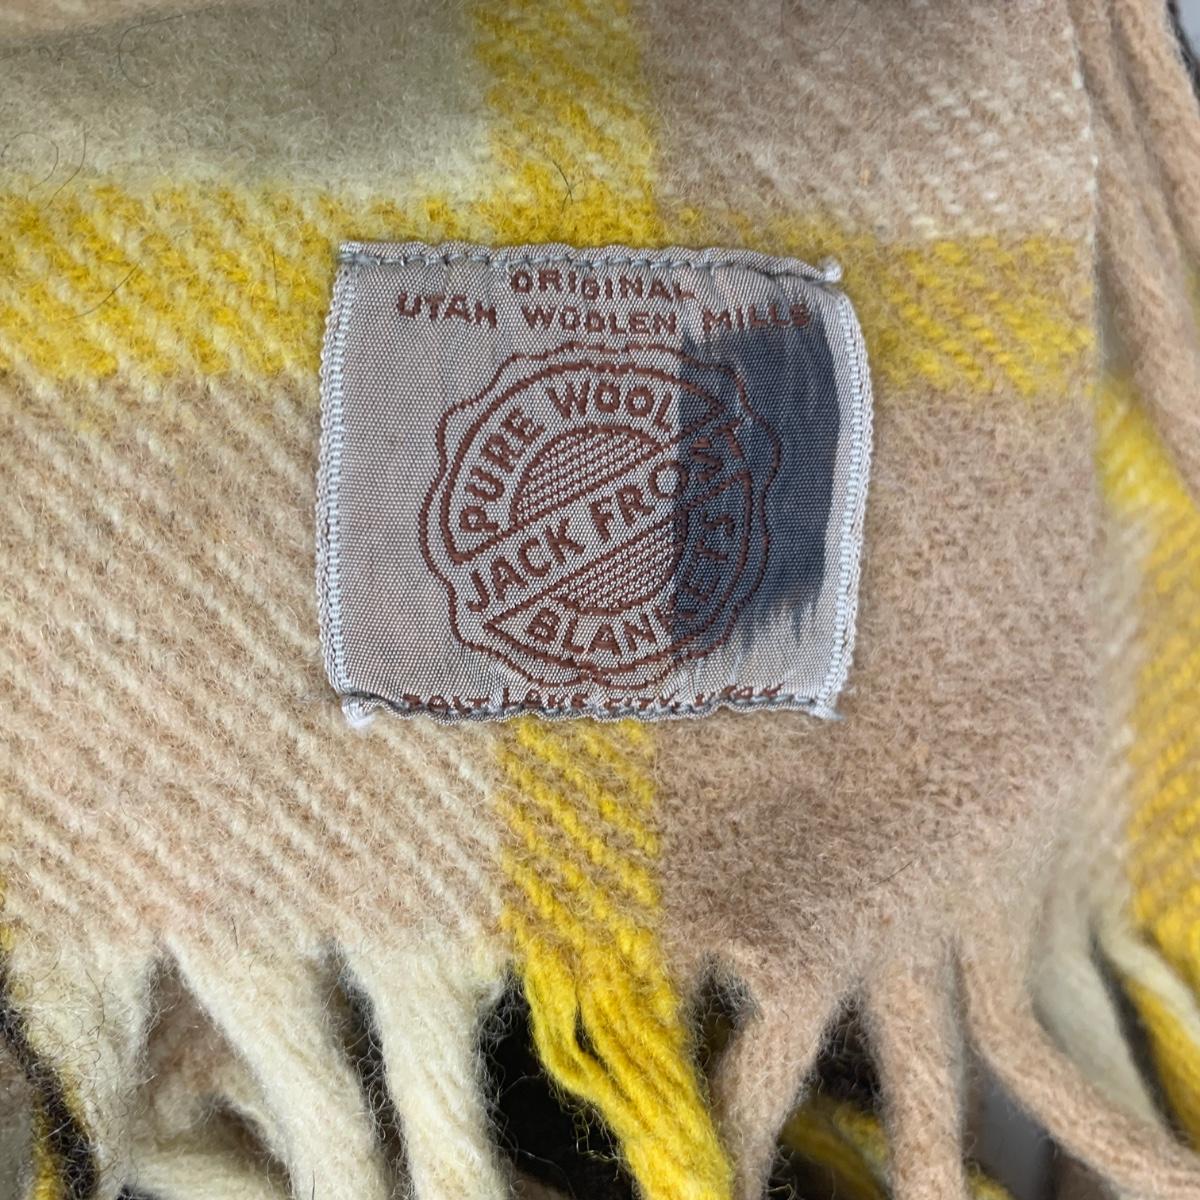 ORIGINAL
UTAH WOOLEN MILLS
PURE WOOL
JACK FROST
BLANKETS
SALT LAKE CITY, UTAH